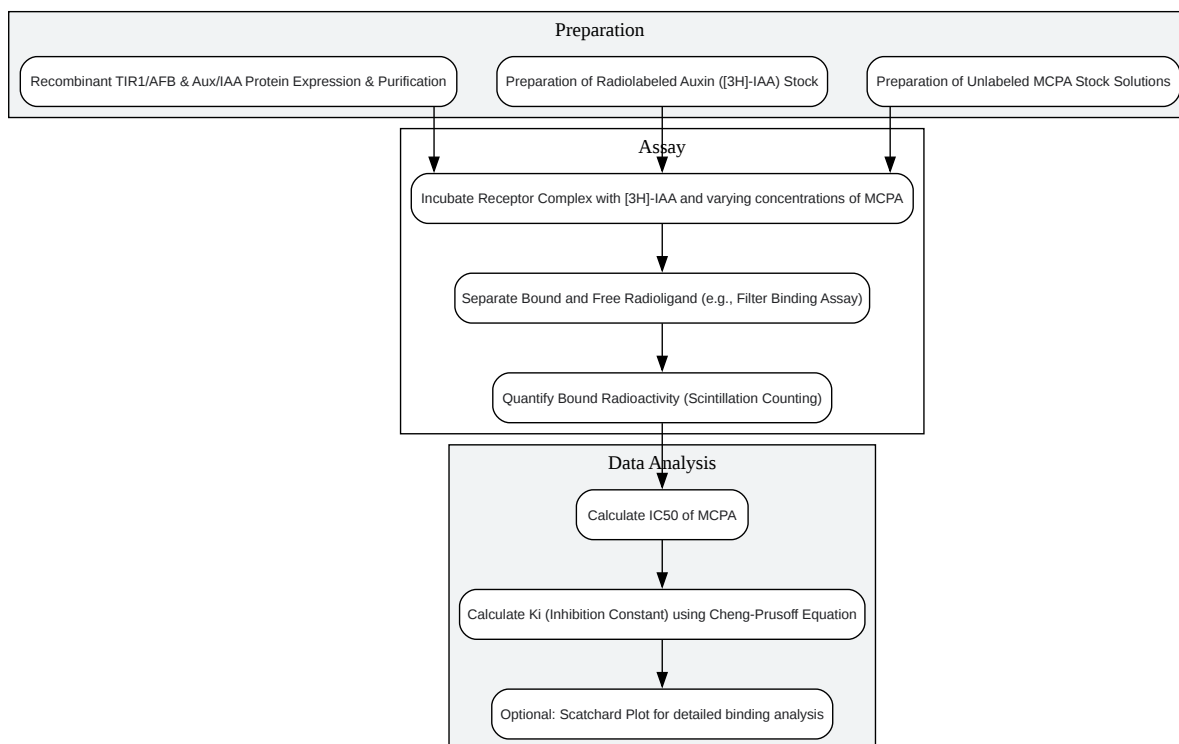 Preparation
Recombinant TIR1/AFB & Aux/IAA Protein Expression & Purification
Preparation of Radiolabeled Auxin ([3H]-IAA) Stock
Preparation of Unlabeled MCPA Stock Solutions
Assay
Incubate Receptor Complex with [3H]-IAA and varying concentrations of MCPA
Separate Bound and Free Radioligand (e.g., Filter Binding Assay)
Quantify Bound Radioactivity (Scintillation Counting)
Data Analysis
Calculate IC50 of MCPA
Calculate Ki (Inhibition Constant) using Cheng-Prusoff Equation
Optional: Scatchard Plot for detailed binding analysis